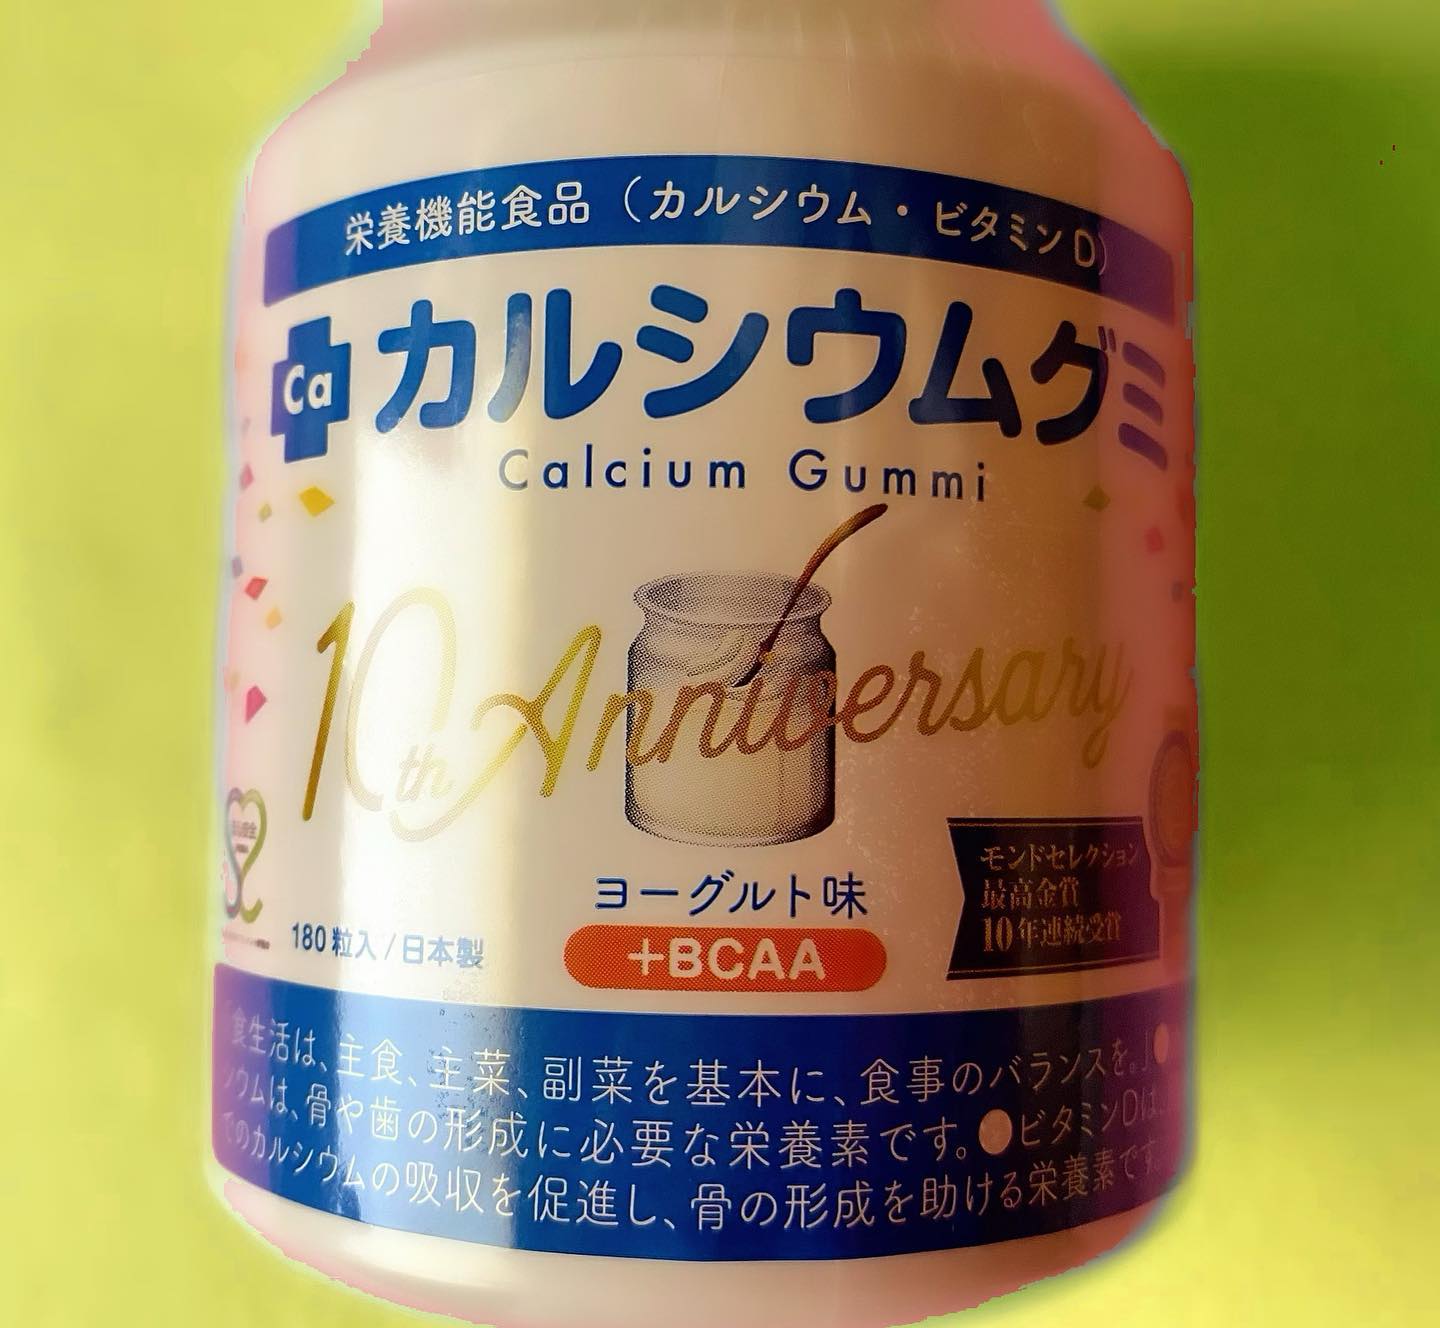 栄養機能食品（カルシウム・ビタミンD）
Ca
カルシウムグミ
Calcium Gummi
10th Anniversary
ヨーグルト味
+BCAA
180粒入/日本製
モンドセレクション
最高金賞
10年連続受賞
「食生活は、主食、主菜、副菜を基本に、食事のバランスを。」●
シウムは、骨や歯の形成に必要な栄養素です。●ビタミンDは、
でのカルシウムの吸収を促進し、骨の形成を助ける栄養素です。